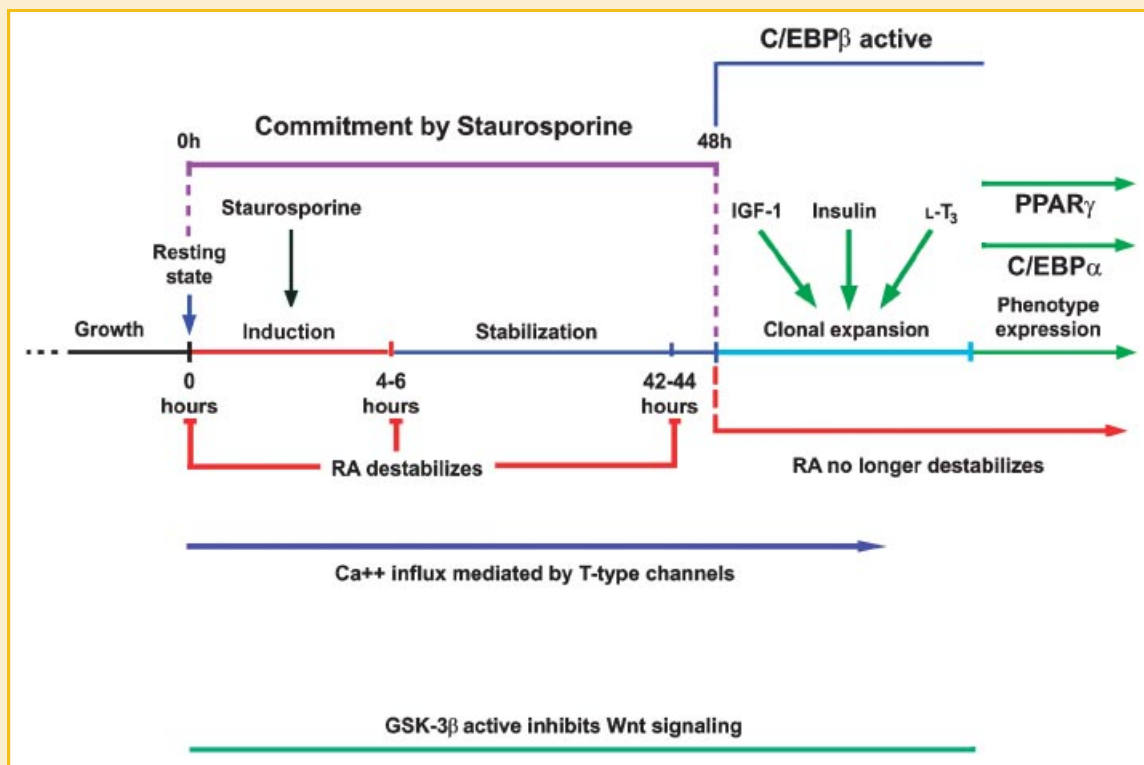 C/EBPβ active
Commitment by Staurosporine
0h
48h
Staurosporine
IGF-1
Insulin
L-T3
PPARγ
C/EBPα
Resting
state
Growth
Induction
Stabilization
Clonal expansion
Phenotype
expression
0
hours
4-6
hours
42-44
hours
RA destabilizes
RA no longer destabilizes
Ca++ influx mediated by T-type channels
GSK-3β active inhibits Wnt signaling